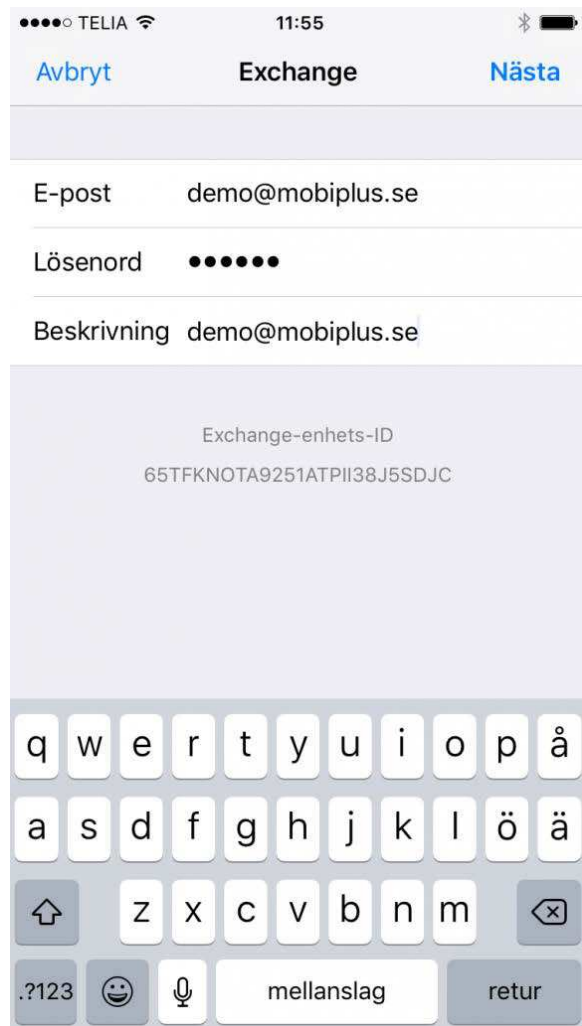 TELIA 11:55
Avbryt Exchange Nästa
E-post demo@mobiplus.se
Lösenord ••••••
Beskrivning demo@mobiplus.se
Exchange-enhets-ID
65TFKNOTA9251ATPII38J5SDJC
q w e r t y u i o p å
a s d f g h j k l ö ä
z x c v b n m
.?123 mellanslag retur